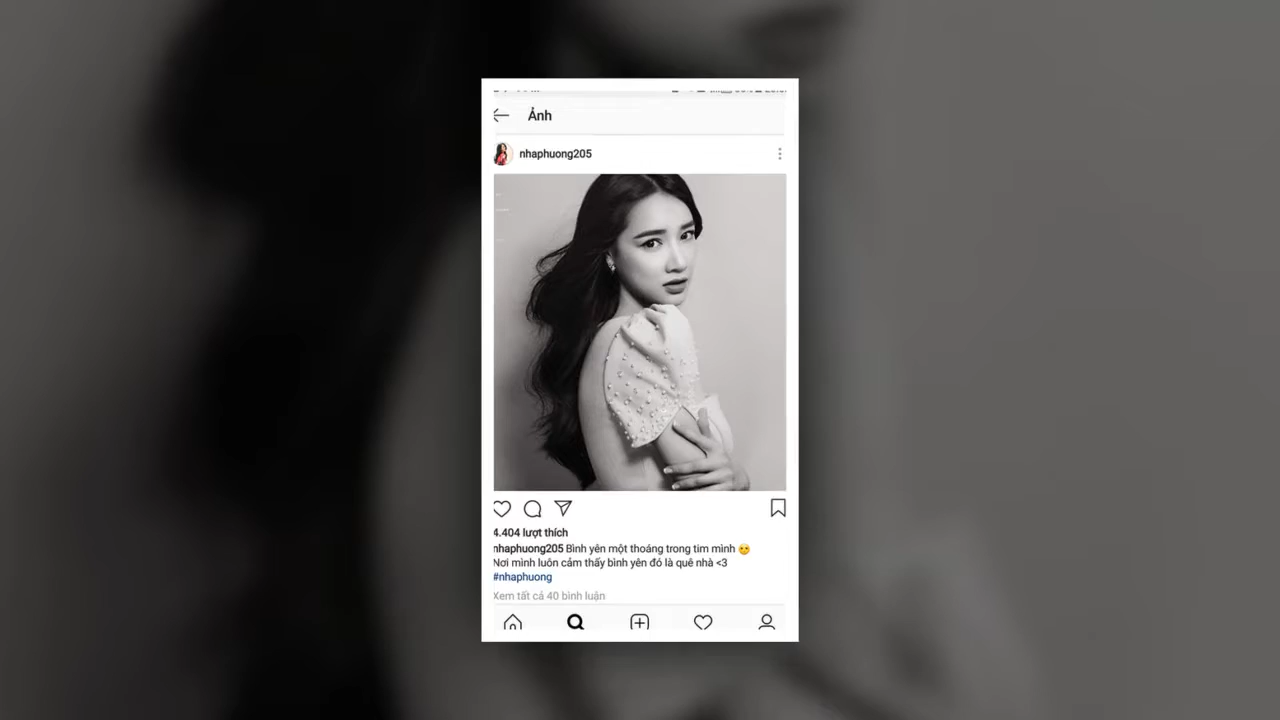 Ảnh
nhaphuong205
4.404 lượt thích
nhaphuong205 Bình yên một thoáng trong tim mình
Nơi mình luôn cảm thấy bình yên đó là quê nhà <3
#nhaphuong
Xem tất cả 40 bình luận